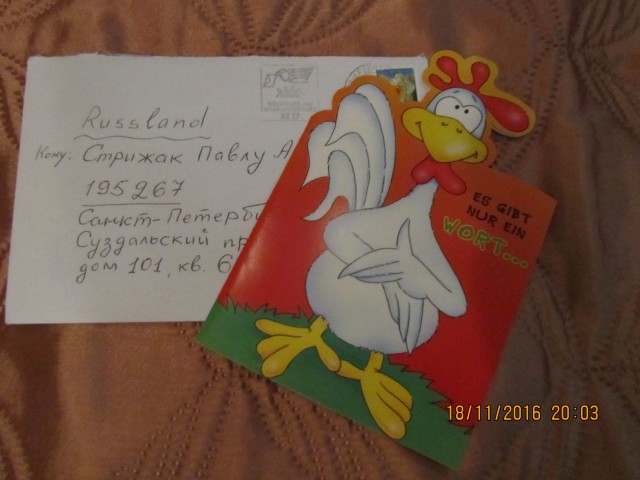 Russland
Кому: Стрижак Павлу А
195267
Санкт-Петербу
Суздальский пр
дом 101, кв. 6
ES GIBT
NUR EIN
WORT...
18/11/2016 20:03